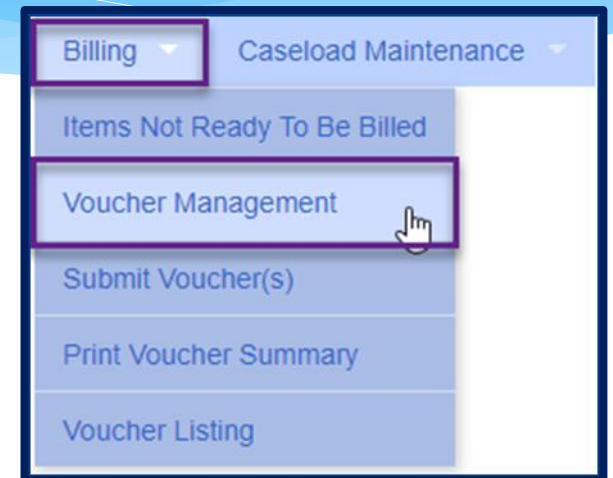 Billing Caseload Maintenance
Items Not Ready To Be Billed
Voucher Management
Submit Voucher(s)
Print Voucher Summary
Voucher Listing